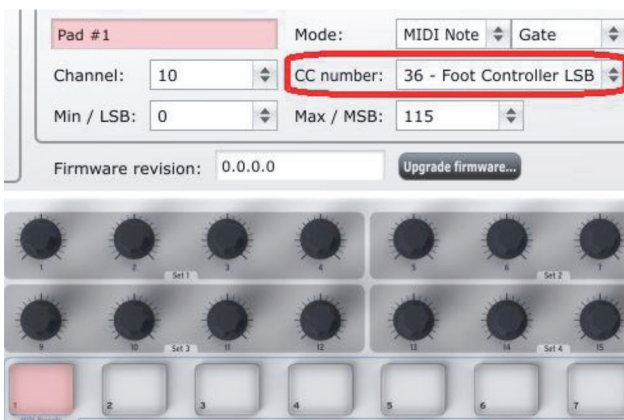 Pad #1 Mode: MIDI Note Gate
Channel: 10 CC number: 36 - Foot Controller LSB
Min / LSB: 0 Max / MSB: 115
Firmware revision: 0.0.0.0 Upgrade firmware...
1 2 3 4 5 6 7
Set 1 Set 2
9 10 11 12 13 14 15
Set 3 Set 4
1 2 3 4 5 6 7